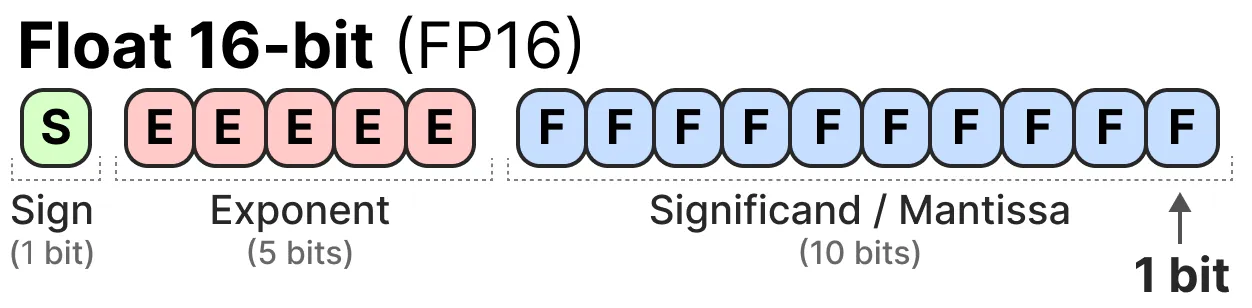 Float 16-bit (FP16)
S E E E E E F F F F F F F F F F
Sign Exponent Significand / Mantissa
(1 bit) (5 bits) (10 bits)
1 bit